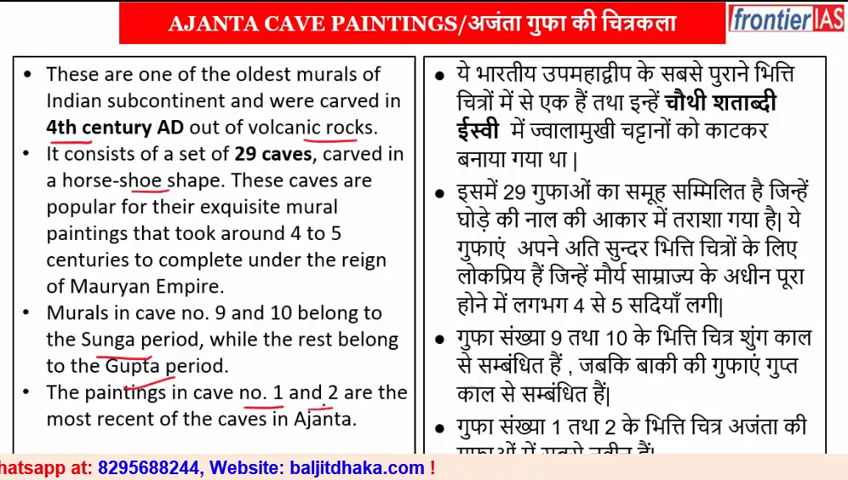 AJANTA CAVE PAINTINGS/अजंता गुफा की चित्रकला
frontierIAS
• These are one of the oldest murals of
Indian subcontinent and were carved in
4th century AD out of volcanic rocks.
• It consists of a set of 29 caves, carved in
a horse-shoe shape. These caves are
popular for their exquisite mural
paintings that took around 4 to 5
centuries to complete under the reign
of Mauryan Empire.
• Murals in cave no. 9 and 10 belong to
the Sunga period, while the rest belong
to the Gupta period.
• The paintings in cave no. 1 and 2 are the
most recent of the caves in Ajanta.
• ये भारतीय उपमहाद्वीप के सबसे पुराने भित्ति
चित्रों में से एक हैं तथा इन्हें चौथी शताब्दी
ईस्वी में ज्वालामुखी चट्टानों को काटकर
बनाया गया था |
• इसमें 29 गुफाओं का समूह सम्मिलित है जिन्हें
घोड़े की नाल की आकार में तराशा गया है| ये
गुफाएं अपने अति सुन्दर भित्ति चित्रों के लिए
लोकप्रिय हैं जिन्हें मौर्य साम्राज्य के अधीन पूरा
होने में लगभग 4 से 5 सदियाँ लगी|
• गुफा संख्या 9 तथा 10 के भित्ति चित्र शुंग काल
से सम्बंधित हैं , जबकि बाकी की गुफाएं गुप्त
काल से सम्बंधित हैं|
• गुफा संख्या 1 तथा 2 के भित्ति चित्र अजंता की
गुफाओं में सबसे नवीन हैं|
hatsapp at: 8295688244, Website: baljitdhaka.com !